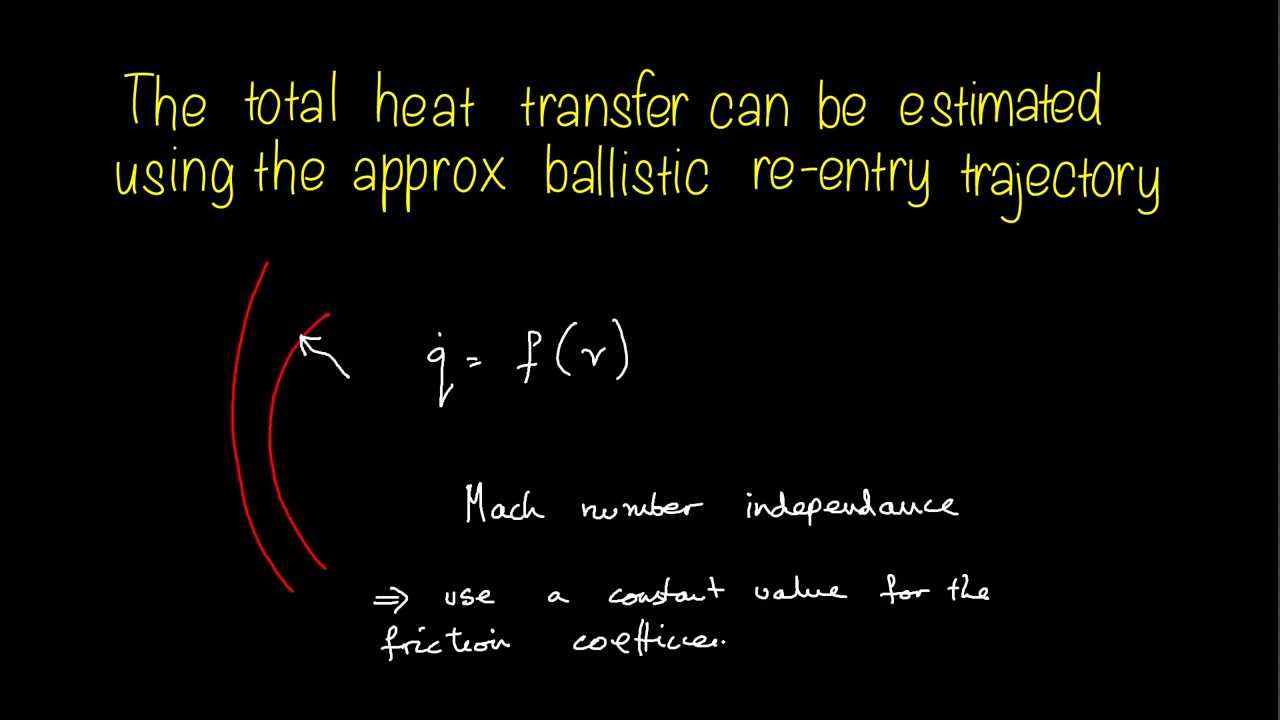 The total heat transfer can be estimated
using the approx ballistic re-entry trajectory
q̇ = f(v)
Mach number independance
⇒ use a constant value for the
friction coefficien